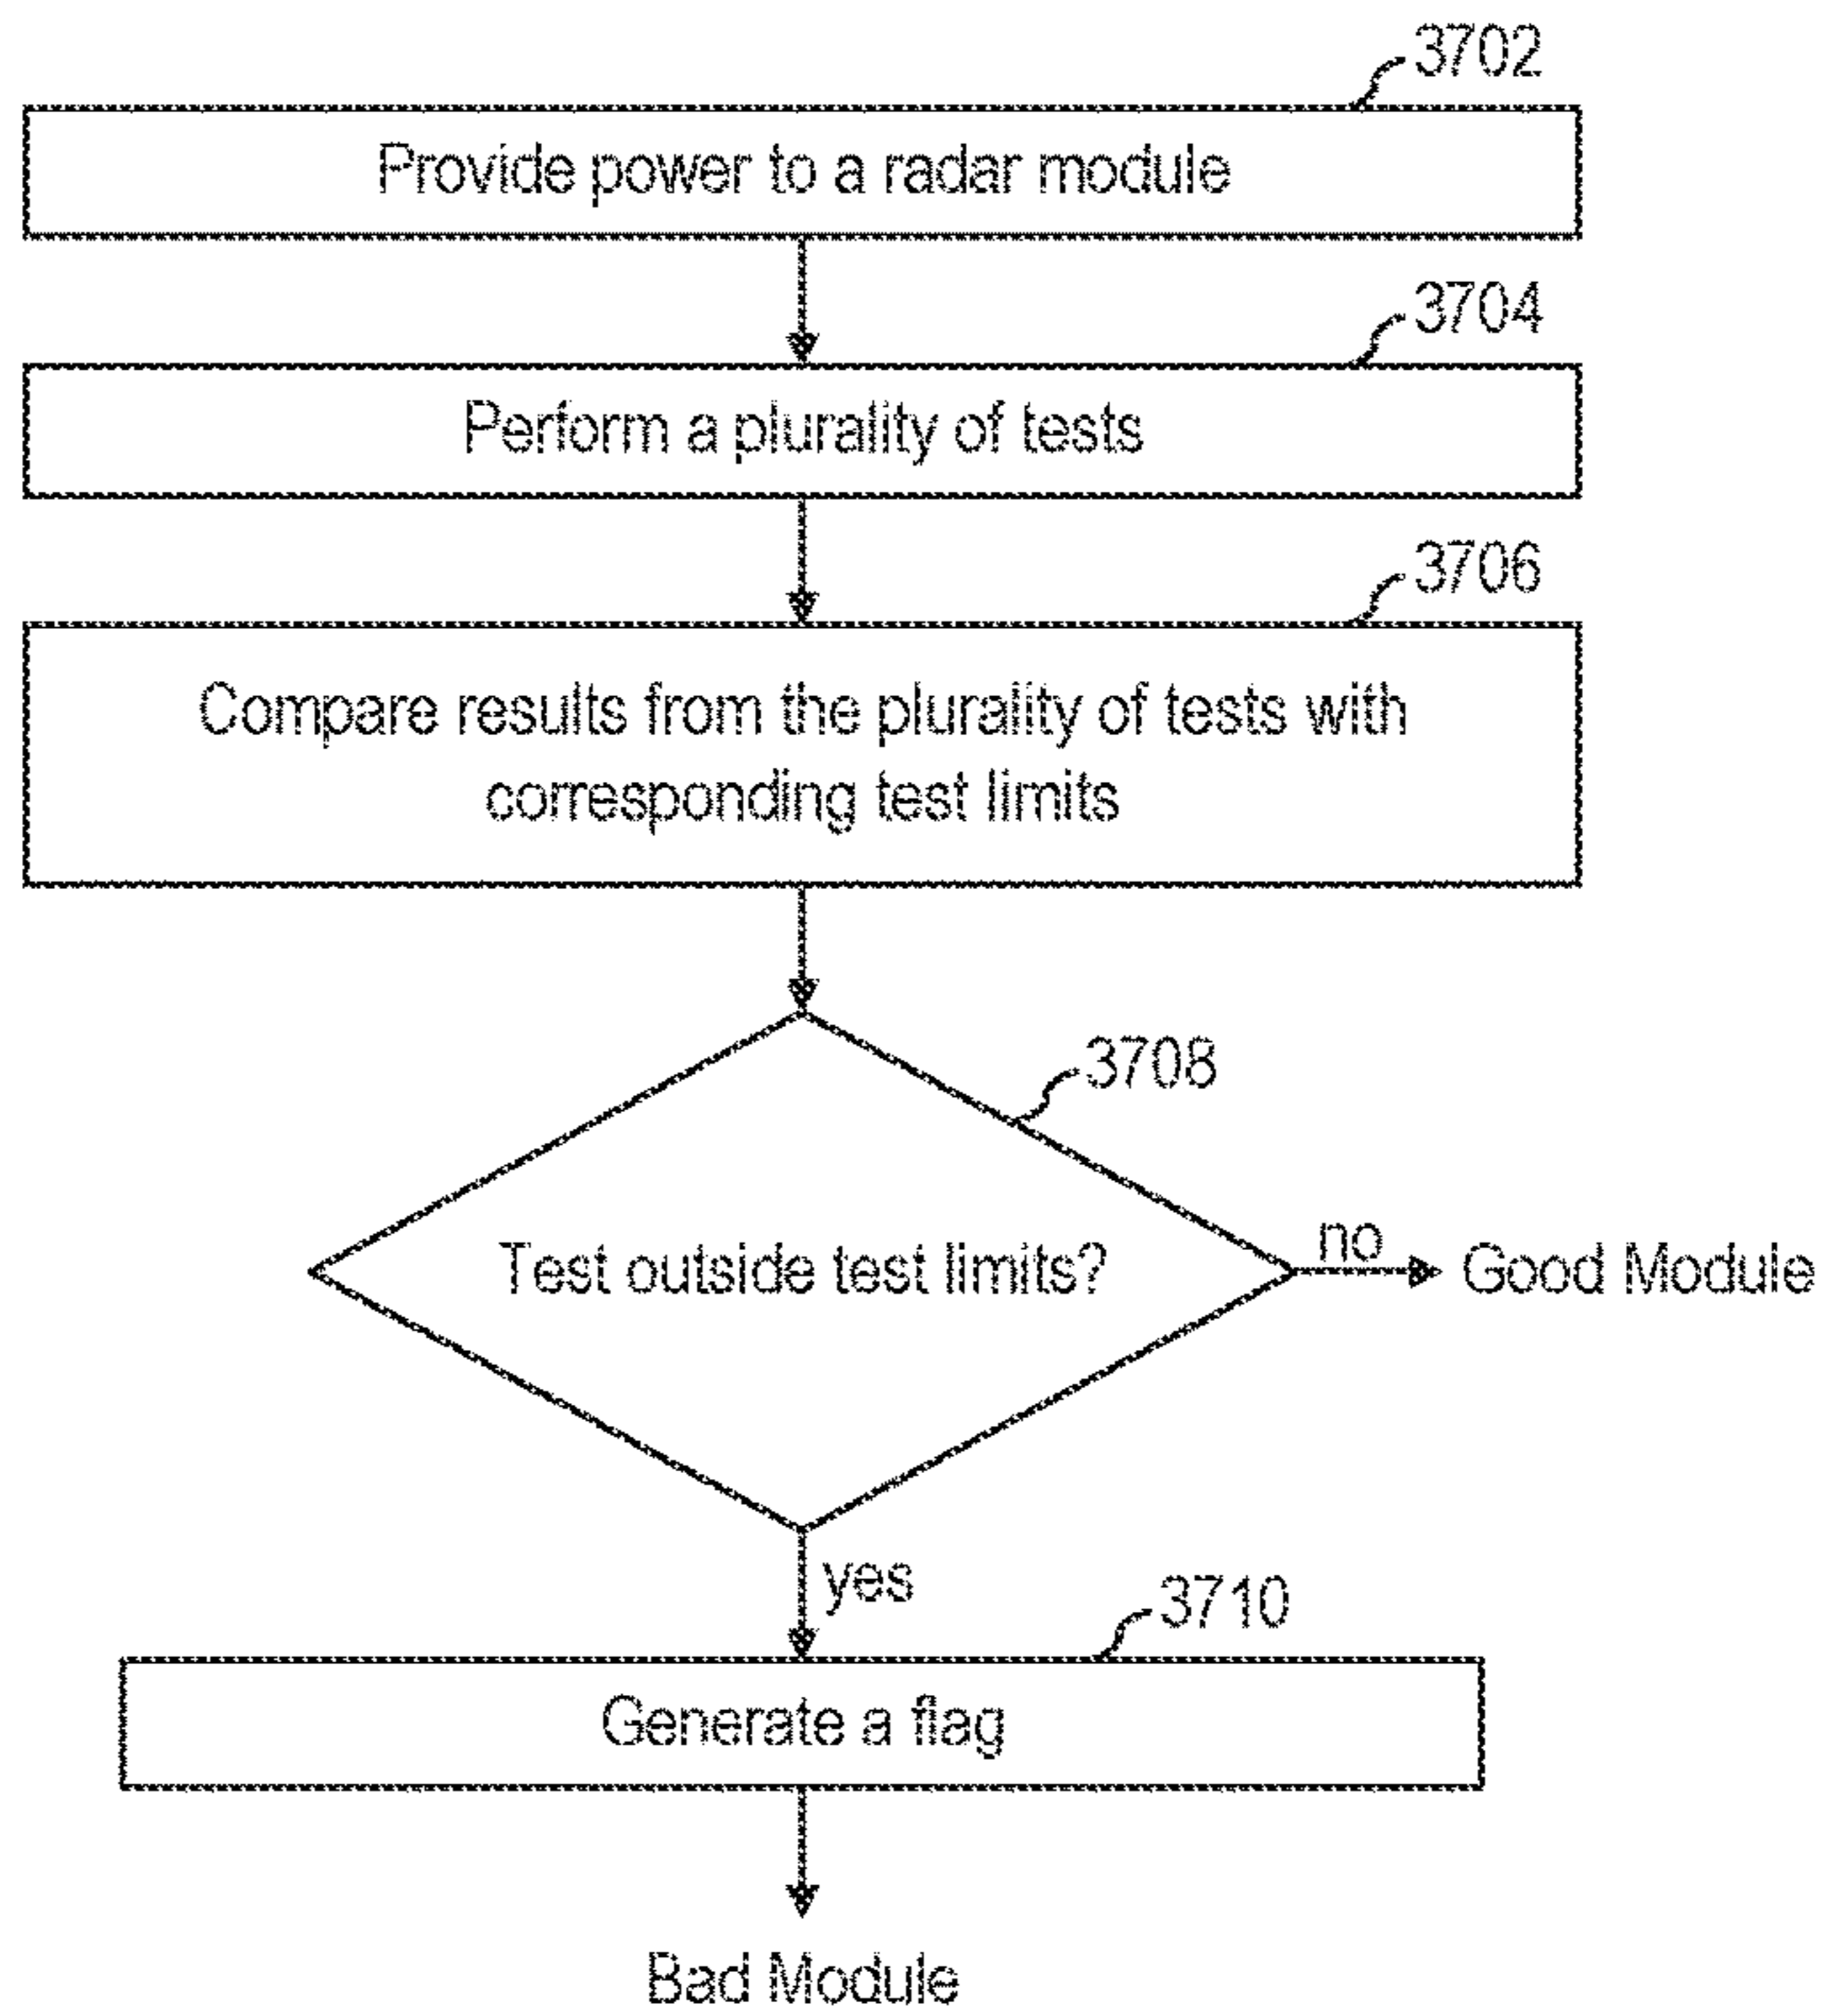 3702
Provide power to a radar module
3704
Perform a plurality of tests
3706
Compare results from the plurality of tests with
corresponding test limits
3708
Test outside test limits?
no
Good Module
yes
3710
Generate a flag
Bad Module